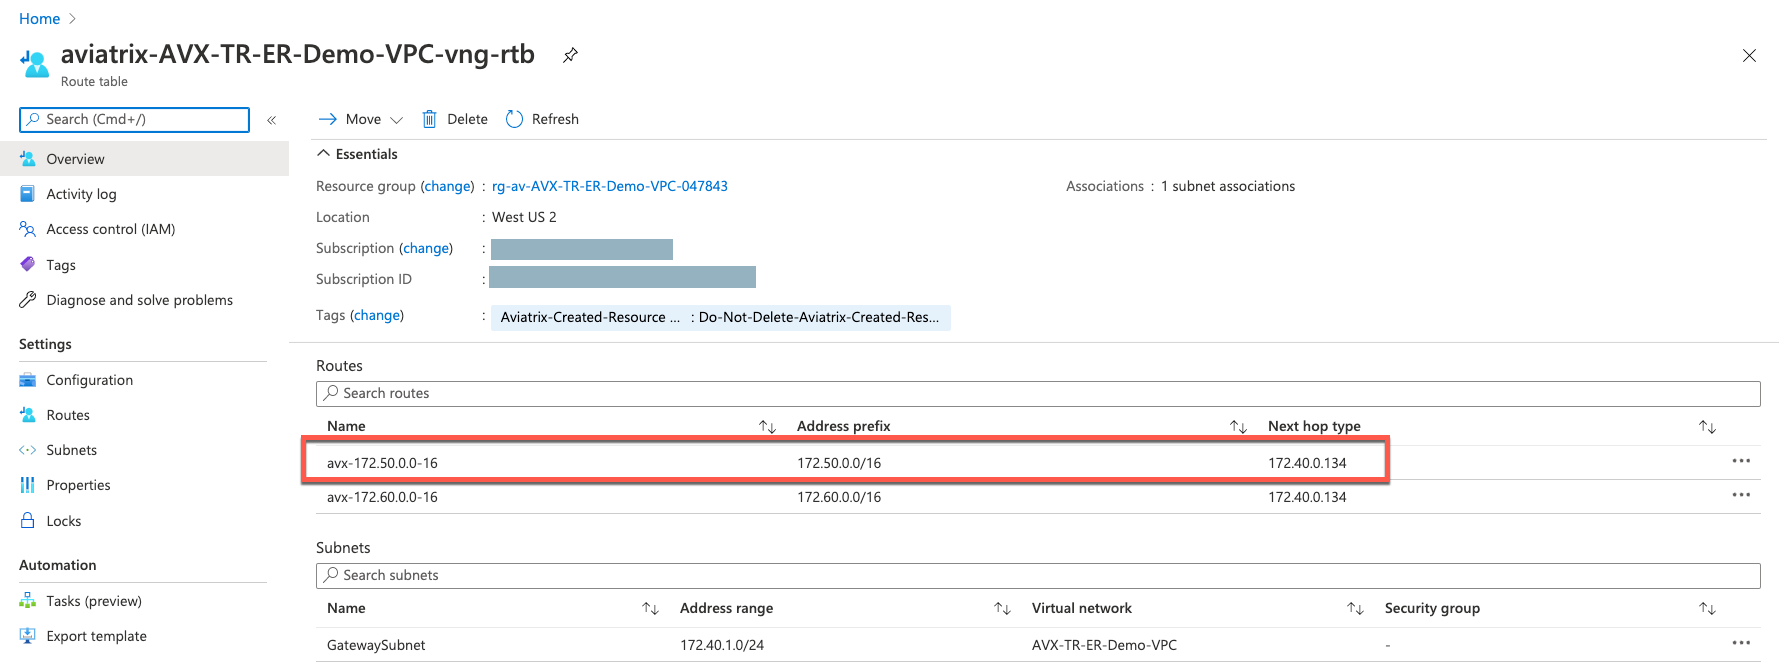 Home
aviatrix-AVX-TR-ER-Demo-VPC-vng-rtb
Route table
Search (Cmd+/)
«
Move
Delete
Refresh
Overview
Activity log
Access control (IAM)
Tags
Diagnose and solve problems
Settings
Configuration
Routes
Subnets
Properties
Locks
Automation
Tasks (preview)
Export template
Essentials
Resource group (change) : rg-av-AVX-TR-ER-Demo-VPC-047843
Associations : 1 subnet associations
Location : West US 2
Subscription (change) :
Subscription ID :
Tags (change) : Aviatrix-Created-Resource ... : Do-Not-Delete-Aviatrix-Created-Res...
Routes
Search routes
Name Address prefix Next hop type
avx-172.50.0.0-16 172.50.0.0/16 172.40.0.134
avx-172.60.0.0-16 172.60.0.0/16 172.40.0.134
Subnets
Search subnets
Name Address range Virtual network Security group
GatewaySubnet 172.40.1.0/24 AVX-TR-ER-Demo-VPC -